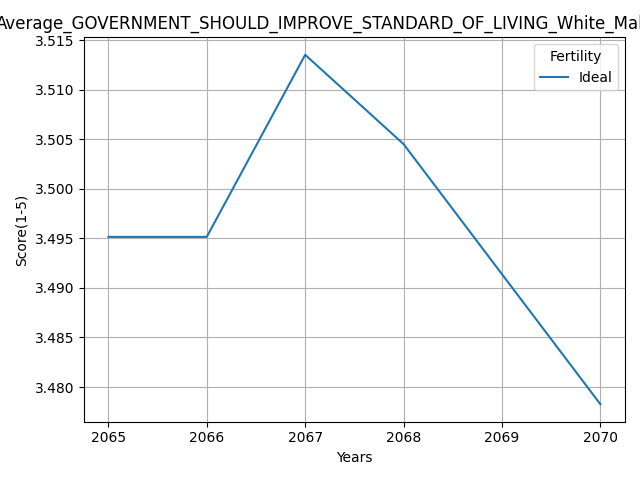 Average_GOVERNMENT_SHOULD_IMPROVE_STANDARD_OF_LIVING_White_Mal
3.515
3.510
3.505
3.500
3.495
3.490
3.485
3.480
Score(1-5)
Fertility
Ideal
2065 2066 2067 2068 2069 2070
Years